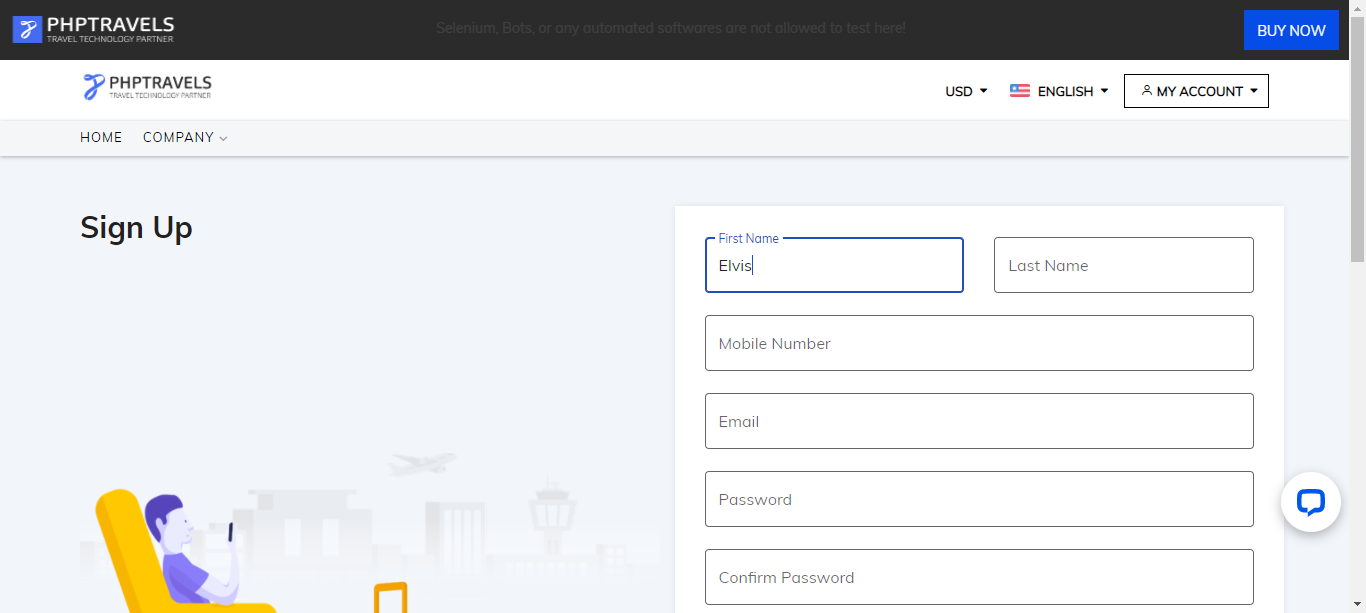 PHPTRAVELS
TRAVEL TECHNOLOGY PARTNER
Selenium, Bots, or any automated softwares are not allowed to test here!
BUY NOW
PHPTRAVELS
TRAVEL TECHNOLOGY PARTNER
USD
ENGLISH
MY ACCOUNT
HOME
COMPANY
Sign Up
First Name
Elvis
Last Name
Mobile Number
Email
Password
Confirm Password